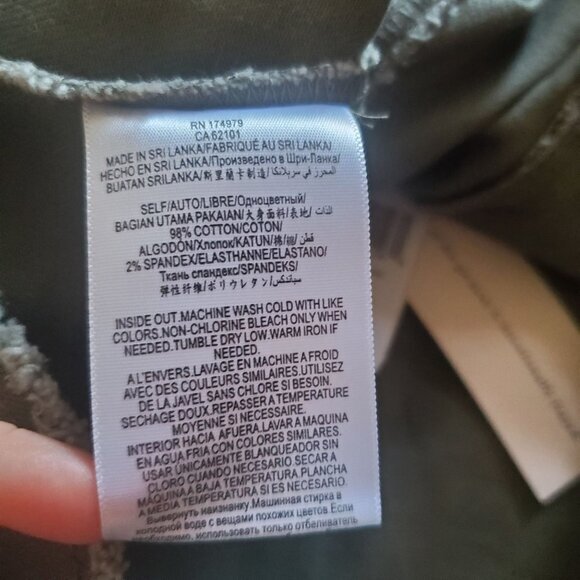 RN 174979
CA 62101
MADE IN SRI LANKA/FABRIQUÉ AU SRI LANKA/
HECHO EN SRI LANKA/Произведено в Шри-Ланка/
BUATAN SRILANKA/斯里蘭卡制造/ المحرز في سريلانكا
SELF/AUTO/LIBRE/Одноцветный/
BAGIAN UTAMA PAKAIAN/大身面料/表地/ الذات
98% COTTON/COTON/
ALGODÓN/Хлопок/KATUN/棉/綿/ قطن
2% SPANDEX/ELASTHANNE/ELASTANO/
Ткань спандекс/SPANDEKS/
弹性纤维/ポリウレタン/ سباندكس
INSIDE OUT.MACHINE WASH COLD WITH LIKE
COLORS.NON-CHLORINE BLEACH ONLY WHEN
NEEDED.TUMBLE DRY LOW.WARM IRON IF
NEEDED.
A L'ENVERS.LAVAGE EN MACHINE A FROID
AVEC DES COULEURS SIMILAIRES.UTILISER
DE LA JAVEL SANS CHLORE SI BESOIN.
SECHAGE DOUX.REPASSER A TEMPERATURE
MOYENNE SI NECESSAIRE.
INTERIOR HACIA AFUERA.LAVAR A MAQUINA
EN AGUA FRIA CON COLORES SIMILARES.
USAR ÚNICAMENTE BLANQUEADOR SIN
CLORO CUANDO NECESARIO.SECAR A
MAQUINA A BAJA TEMPERATURA PLANCHA
A MEDIA TEMPERATURA SI ES NECESARIO.
Вывернуть наизнанку.Машинная стирка в
холодной воде с вещами похожих цветов.Если
необходимо, использовать только отбеливатель